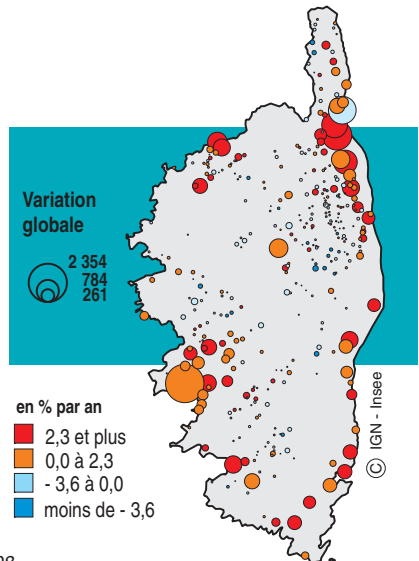 Variation
globale
2 354
784
261
en % par an
2,3 et plus
0,0 à 2,3
- 3,6 à 0,0
moins de - 3,6
© IGN - Insee